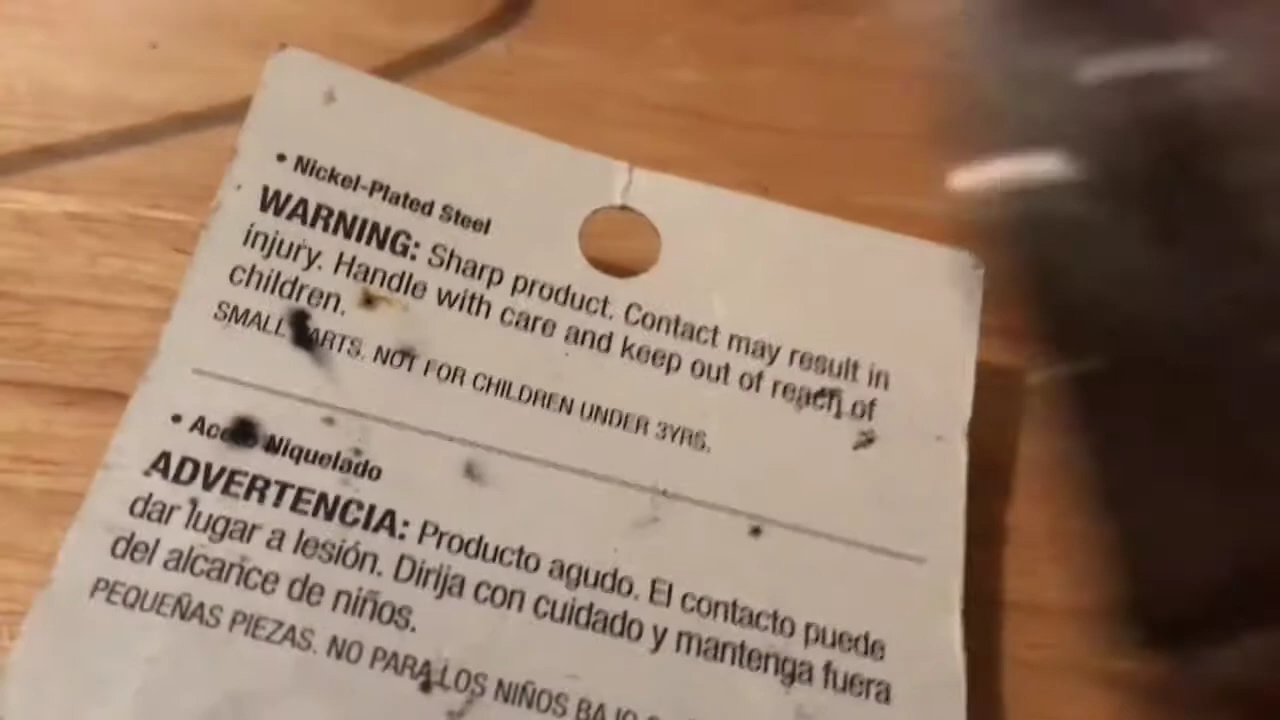 • Nickel-Plated Steel
WARNING: Sharp product. Contact may result in
injury. Handle with care and keep out of reach of
children.
SMALL PARTS. NOT FOR CHILDREN UNDER 3YRS.
• Acero Niquelado
ADVERTENCIA: Producto agudo. El contacto puede
dar lugar a lesión. Dirija con cuidado y mantenga fuera
del alcance de niños.
PEQUEÑAS PIEZAS. NO PARA LOS NIÑOS BAJO